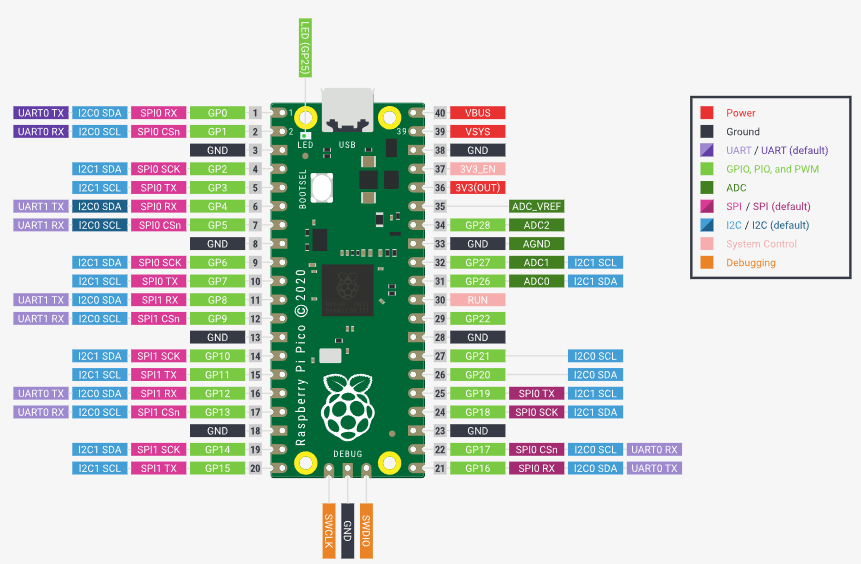 LED (GP25)
UART0 TX I2C0 SDA SPI0 RX GP0 1
UART0 RX I2C0 SCL SPI0 CSn GP1 2
GND 3
I2C1 SDA SPI0 SCK GP2 4
I2C1 SCL SPI0 TX GP3 5
UART1 TX I2C0 SDA SPI0 RX GP4 6
UART1 RX I2C0 SCL SPI0 CSn GP5 7
GND 8
I2C1 SDA SPI0 SCK GP6 9
I2C1 SCL SPI0 TX GP7 10
UART1 TX I2C0 SDA SPI1 RX GP8 11
UART1 RX I2C0 SCL SPI1 CSn GP9 12
GND 13
I2C1 SDA SPI1 SCK GP10 14
I2C1 SCL SPI1 TX GP11 15
UART0 TX I2C0 SDA SPI1 RX GP12 16
UART0 RX I2C0 SCL SPI1 CSn GP13 17
GND 18
I2C1 SDA SPI1 SCK GP14 19
I2C1 SCL SPI1 TX GP15 20
1
2
39
LED
USB
BOOTSEL
Raspberry Pi Pico © 2020
DEBUG
40 VBUS
39 VSYS
38 GND
37 3V3_EN
36 3V3(OUT)
35 ADC_VREF
34 GP28 ADC2
33 GND AGND
32 GP27 ADC1 I2C1 SCL
31 GP26 ADC0 I2C1 SDA
30 RUN
29 GP22
28 GND
27 GP21 I2C0 SCL
26 GP20 I2C0 SDA
25 GP19 SPI0 TX I2C1 SCL
24 GP18 SPI0 SCK I2C1 SDA
23 GND
22 GP17 SPI0 CSn I2C0 SCL UART0 RX
21 GP16 SPI0 RX I2C0 SDA UART0 TX
SWCLK
GND
SWDIO
Power
Ground
UART / UART (default)
GPIO, PIO, and PWM
ADC
SPI / SPI (default)
I2C / I2C (default)
System Control
Debugging